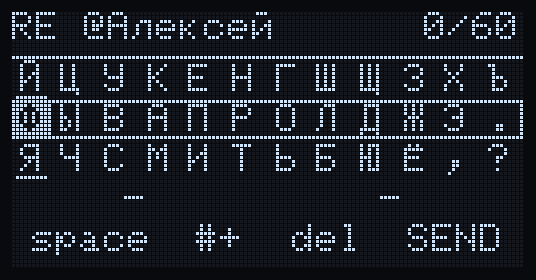 RE @Алексей 0/60
Й Ц У К Е Н Г Ш Щ З Х Ъ
Ф Ы В А П Р О Л Д Ж Э .
Я Ч С М И Т Ь Б Ю Ё , ?
space #+ del SEND